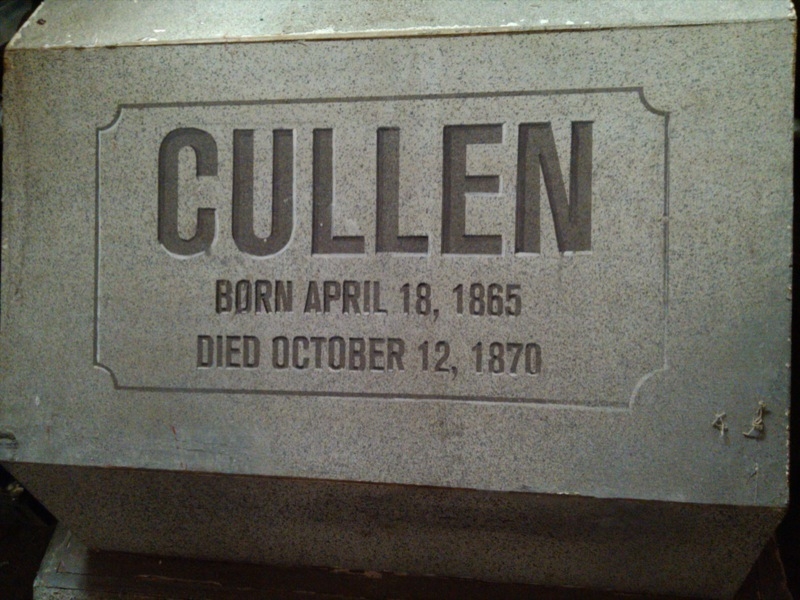 CULLEN
BØRN APRIL 18, 1865
DIED OCTOBER 12, 1870